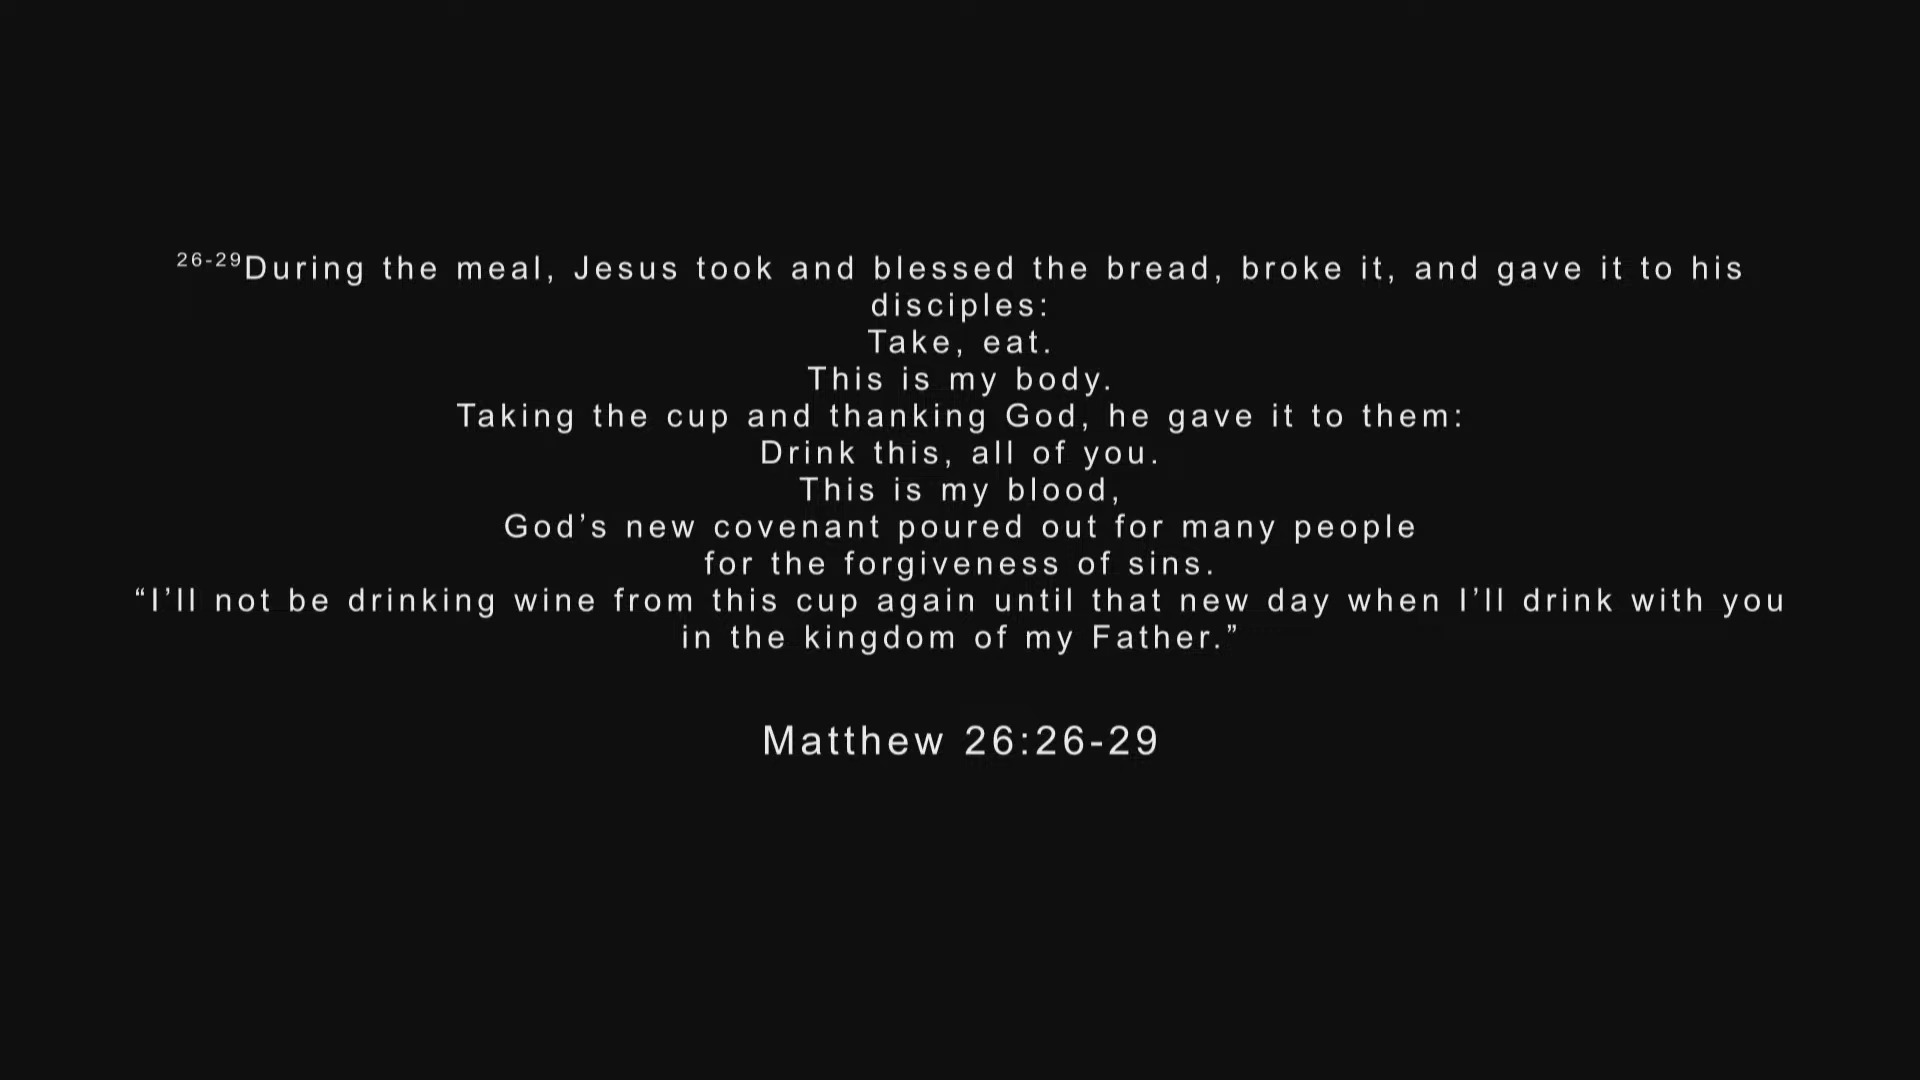 26-29During the meal, Jesus took and blessed the bread, broke it, and gave it to his
disciples:
Take, eat.
This is my body.
Taking the cup and thanking God, he gave it to them:
Drink this, all of you.
This is my blood,
God’s new covenant poured out for many people
for the forgiveness of sins.
“I’ll not be drinking wine from this cup again until that new day when I’ll drink with you
in the kingdom of my Father.”
Matthew 26:26-29